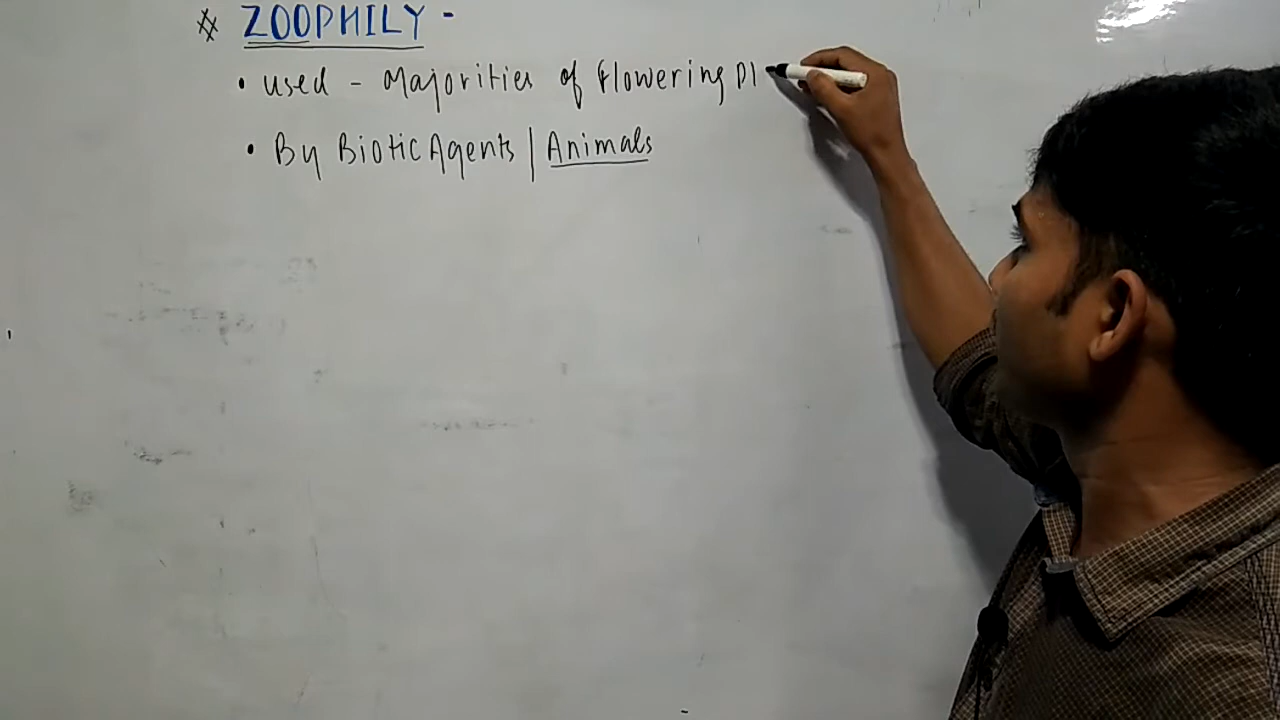 * ZOOPHILY -
• used - Majorities of Flowering Pl
• By Biotic Agents | Animals